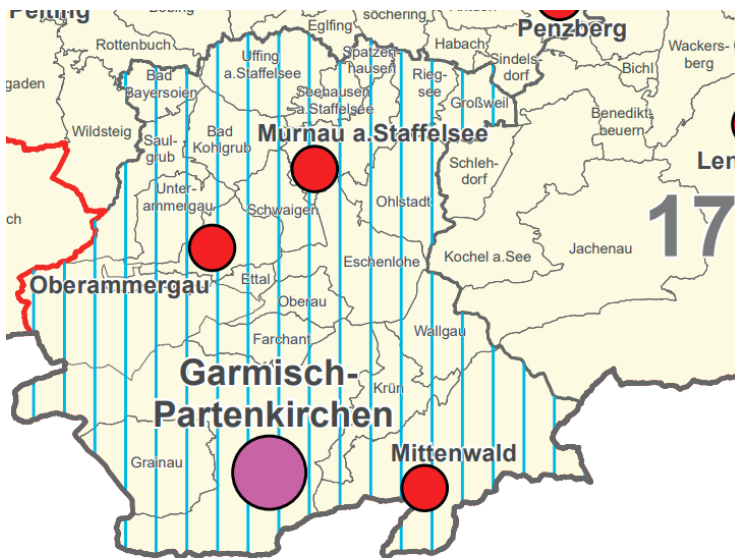 Peiting
Bobing
Eglfing
söchering
Antdorf
Penzberg
Rottenbuch
Habach
Sindels-
dorf
Wackers-
berg
Uffing
a.Staffelsee
Spatzen-
hausen
Rieg-
see
Bichl
Bad
Bayersoien
Seehausen
a.Staffelsee
Großweil
gaden
Wildsteig
Saul-
grub
Bad
Kohlgrub
Murnau a.Staffelsee
Benedikt-
beuern
Schleh-
dorf
Len
Unter-
ammergau
Schwaigen
Ohlstadt
17
ch
Eschenlohe
Kochel a.See
Jachenau
Oberammergau
Ettal
Oberau
Farchant
Wallgau
Garmisch-
Partenkirchen
Krün
Grainau
Mittenwald